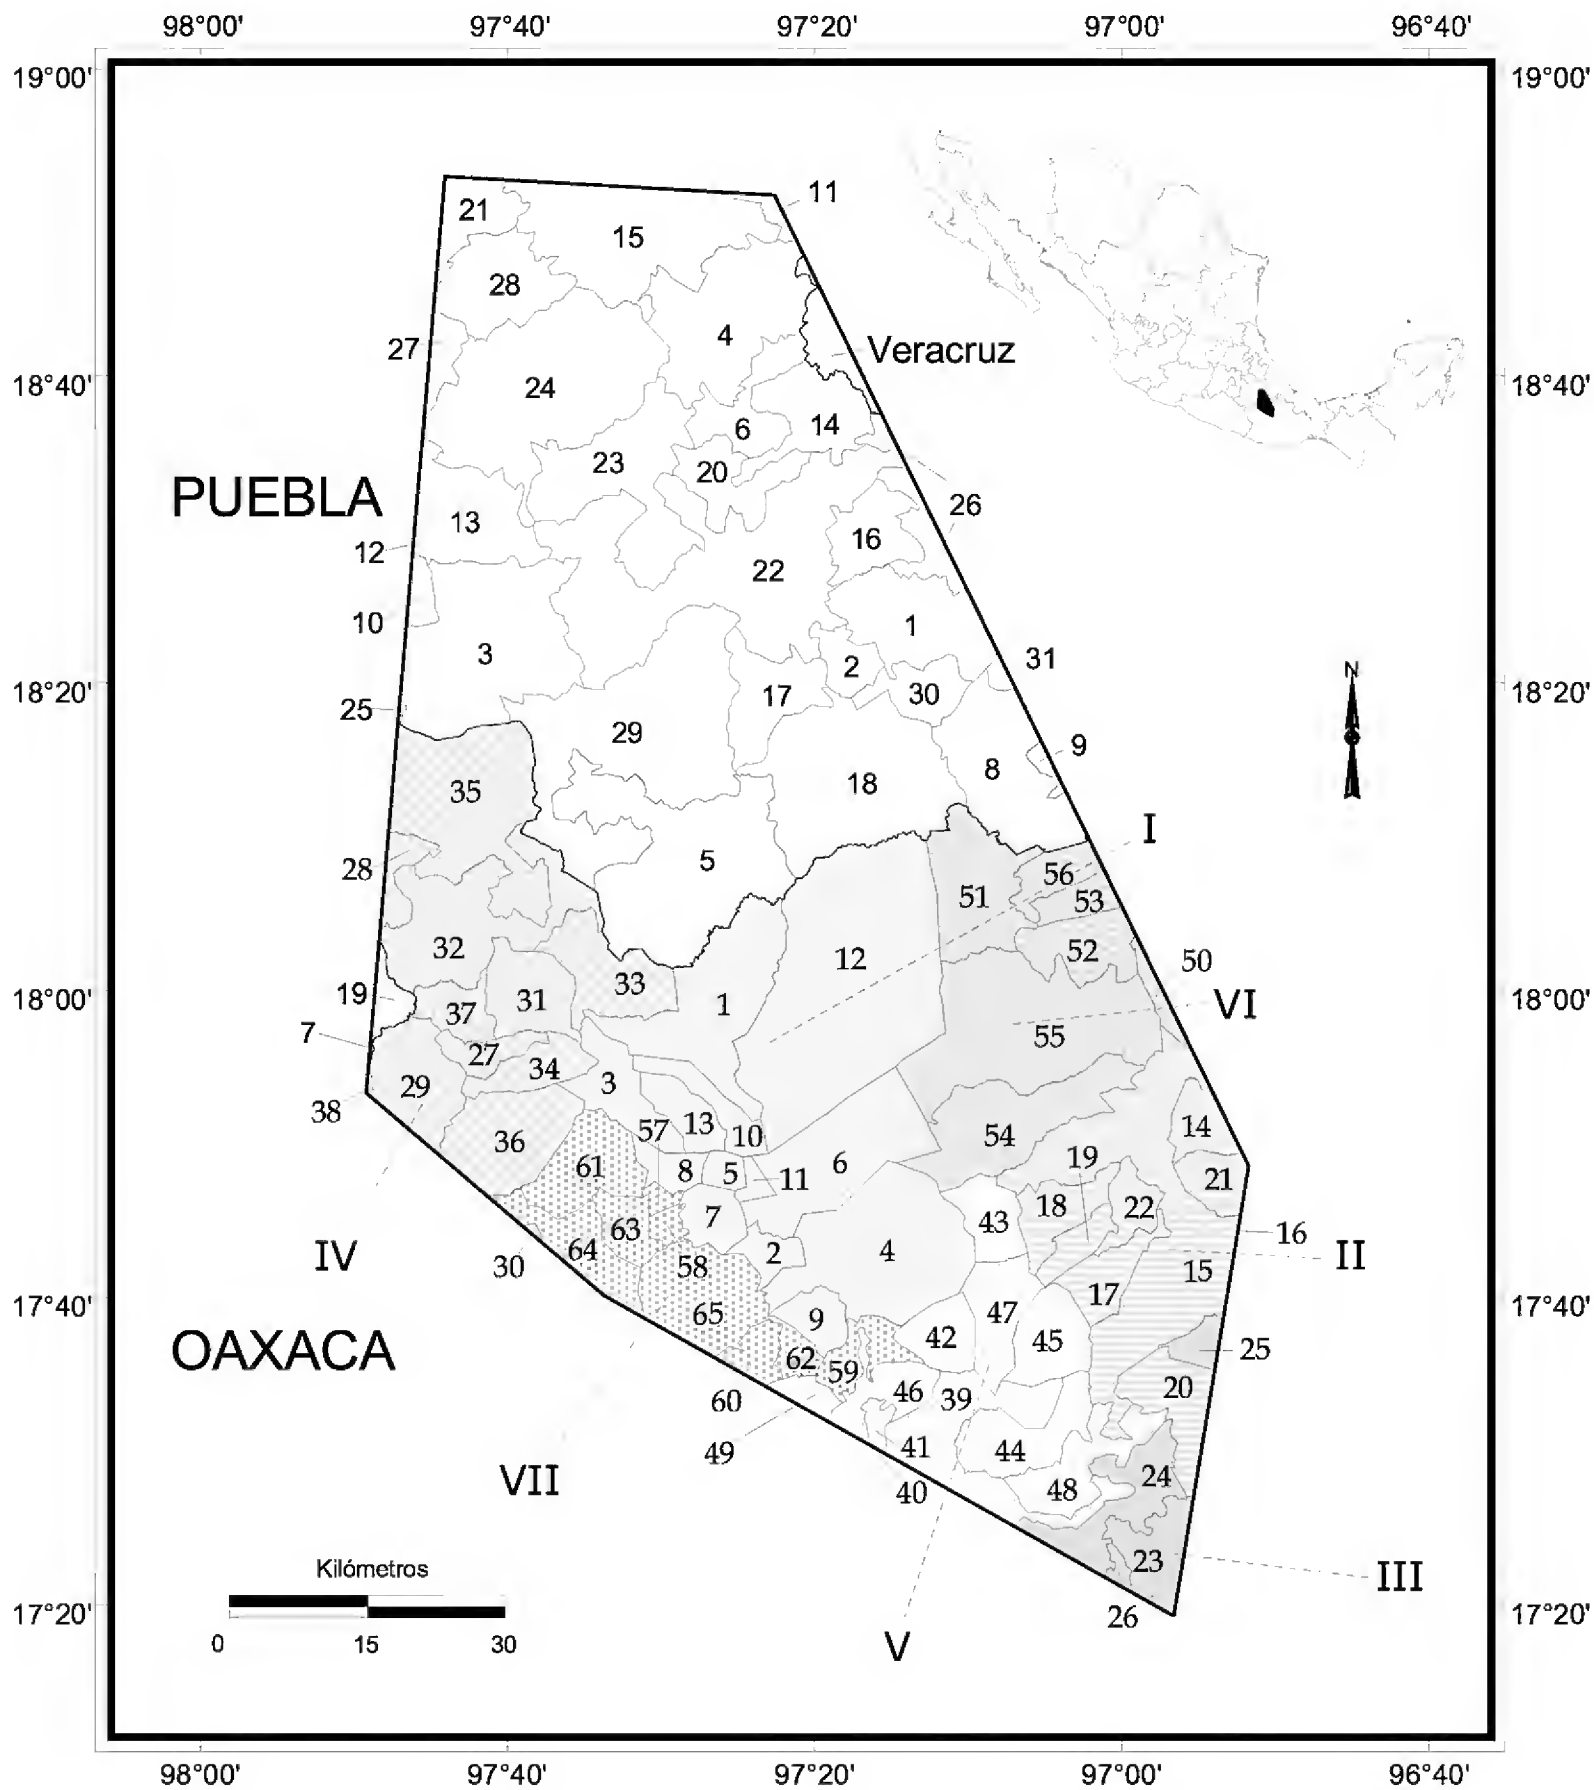 98°00' 97°40' 97°20' 97°00' 96°40'
19°00' 19°00'
11
21
15
28
4
27
Veracruz
18°40' 24 18°40'
6 14
23
20
PUEBLA
26
13
12 16
22
10 1
3 31
2
N
18°20' 17 30 18°20'
25
29
9
8
18
35
I
5
28 56
51 53
32 12 52 50
33
19 31 1
18°00' 37 VI 18°00'
7
27 55
34 3
29
38
57 13 10 14
36 54
61 8 5 11 6 19
21
18 22
7 43
63
IV 64 2 4 16
II
30 58 15
17
17°40' 65 9 47 17°40'
OAXACA 42 45 25
62 59
60 46 39 20
49
41 44
VII 24
40 48
23
Kilómetros III
17°20' 26 17°20'
0 15 30
V
98°00' 97°40' 97°20' 97°00' 96°40'